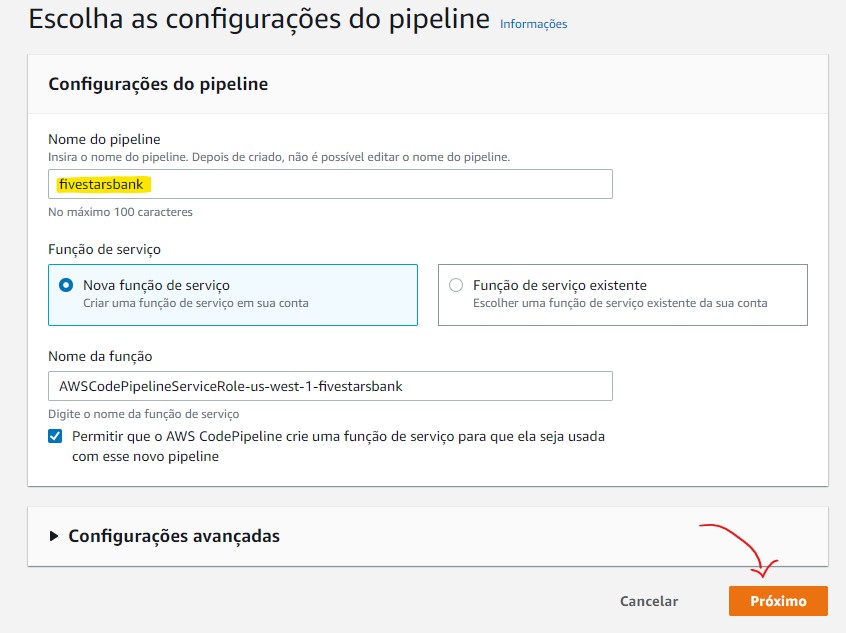 Escolha as configurações do pipeline Informações
Configurações do pipeline
Nome do pipeline
Insira o nome do pipeline. Depois de criado, não é possível editar o nome do pipeline.
fivestarsbank
No máximo 100 caracteres
Função de serviço
Nova função de serviço
Criar uma função de serviço em sua conta
Função de serviço existente
Escolher uma função de serviço existente da sua conta
Nome da função
AWSCodePipelineServiceRole-us-west-1-fivestarsbank
Digite o nome da função de serviço
Permitir que o AWS CodePipeline crie uma função de serviço para que ela seja usada
com esse novo pipeline
Configurações avançadas
Cancelar
Próximo